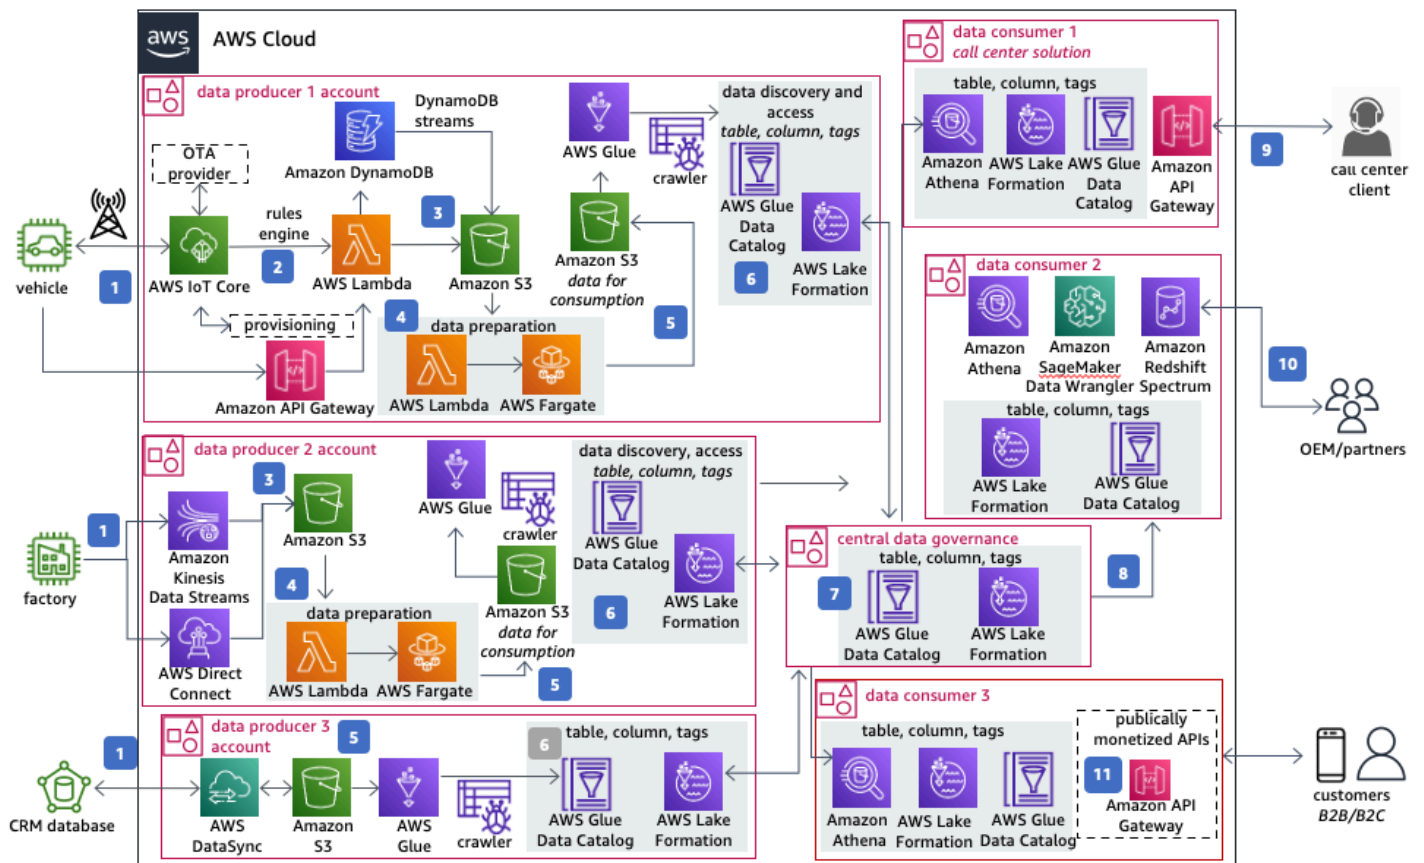 aws
AWS Cloud
data producer 1 account
DynamoDB
streams
OTA
provider
Amazon DynamoDB
rules
engine
3
2
1
vehicle
AWS IoT Core
AWS Lambda
Amazon S3
provisioning
Amazon API Gateway
4
data preparation
AWS Lambda
AWS Fargate
AWS Glue
crawler
Amazon S3
data for
consumption
5
data discovery and
access
table, column, tags
AWS Glue
Data
Catalog
6
AWS Lake
Formation
data consumer 1
call center solution
table, column, tags
Amazon
Athena
AWS Lake
Formation
AWS Glue
Data
Catalog
Amazon
API
Gateway
9
call center
client
data consumer 2
Amazon
Athena
Amazon
SageMaker
Data Wrangler
Amazon
Redshift
Spectrum
10
OEM/partners
table, column, tags
AWS Lake
Formation
AWS Glue
Data Catalog
data producer 2 account
3
1
factory
Amazon
Kinesis
Data Streams
AWS Direct
Connect
Amazon S3
4
data preparation
AWS Lambda
AWS Fargate
AWS Glue
crawler
Amazon S3
data for
consumption
5
data discovery, access
table, column, tags
AWS Glue
Data Catalog
6
AWS Lake
Formation
central data governance
table, column, tags
7
AWS Glue
Data Catalog
AWS Lake
Formation
8
data producer 3
account
5
1
CRM database
AWS
DataSync
Amazon
S3
AWS
Glue
crawler
6
table, column, tags
AWS Glue
Data Catalog
AWS Lake
Formation
data consumer 3
table, column, tags
Amazon
Athena
AWS Lake
Formation
AWS Glue
Data Catalog
publically
monetized APIs
11
Amazon API
Gateway
customers
B2B/B2C